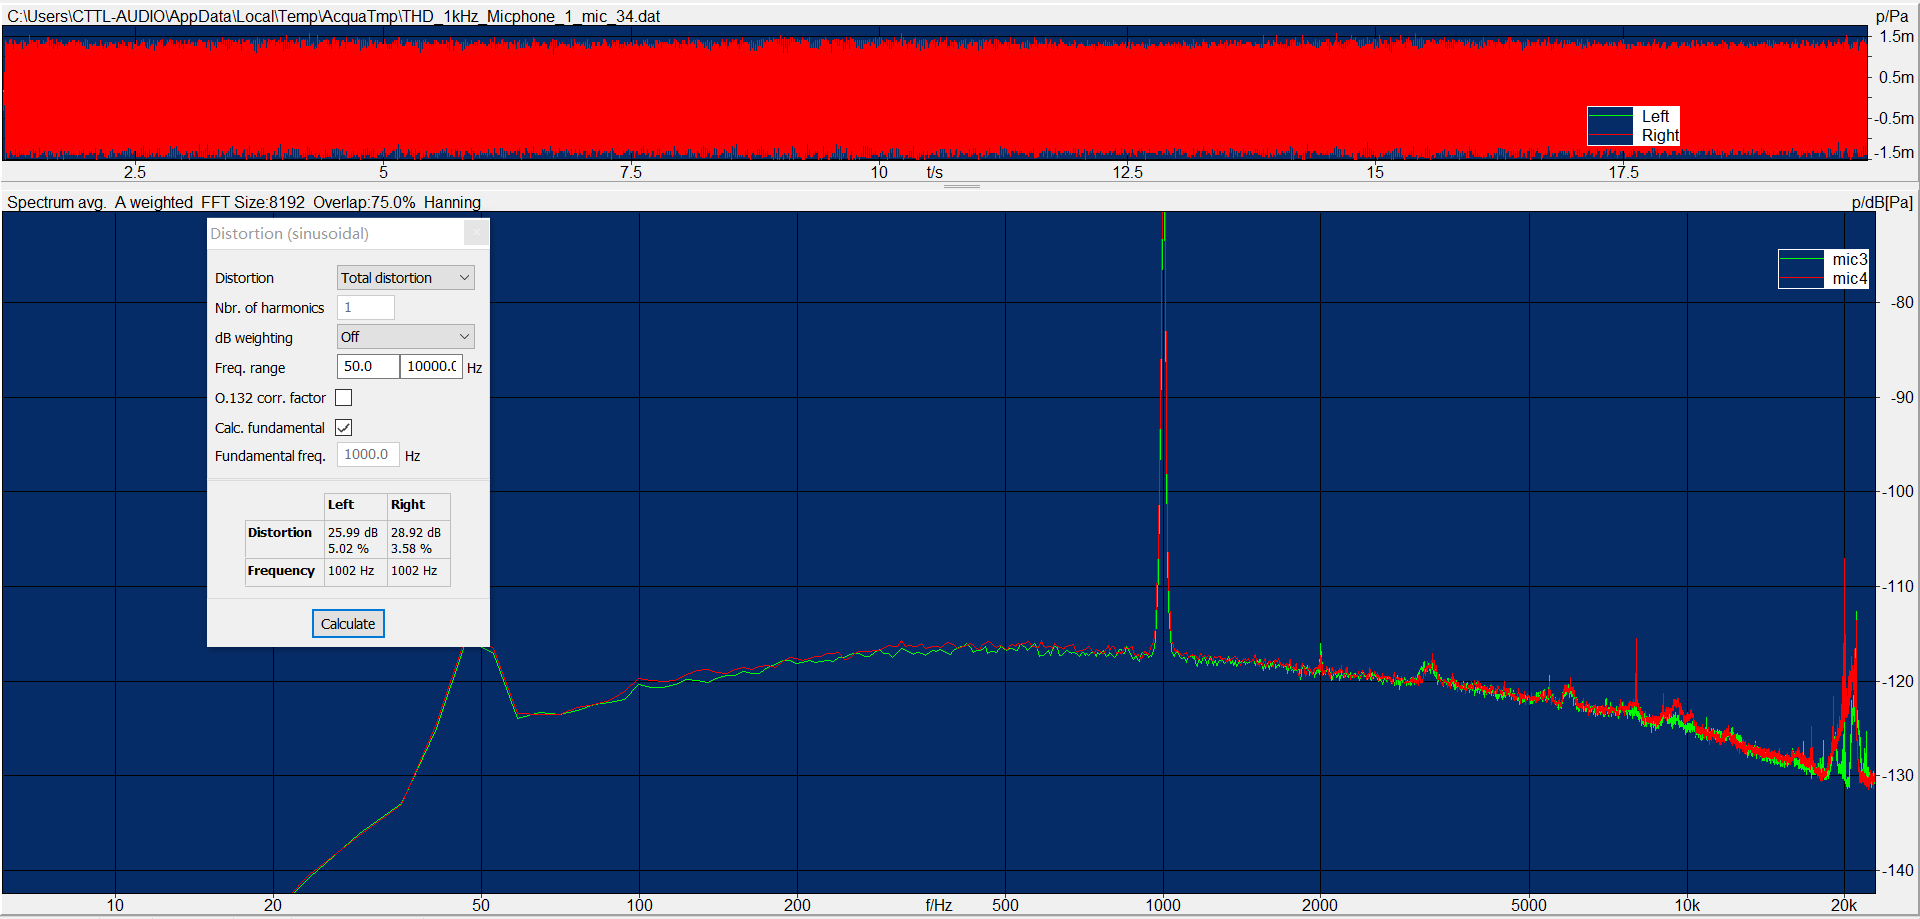 C:\Users\CTTL-AUDIO\AppData\Local\Temp\AcquaTmp\THD_1kHz_Micphone_1_mic_34.dat
p/Pa
1.5m
0.5m
-0.5m
-1.5m
Left
Right
2.5 5 7.5 10 t/s 12.5 15 17.5
Spectrum avg. A weighted FFT Size:8192 Overlap:75.0% Hanning
p/dB[Pa]
Distortion (sinusoidal)
Distortion Total distortion
Nbr. of harmonics 1
dB weighting Off
Freq. range 50.0 10000.0 Hz
O.132 corr. factor
Calc. fundamental
Fundamental freq. 1000.0 Hz
Left Right
Distortion 25.99 dB 28.92 dB
5.02 % 3.58 %
Frequency 1002 Hz 1002 Hz
Calculate
mic3
mic4
-80
-90
-100
-110
-120
-130
-140
10 20 50 100 200 f/Hz 500 1000 2000 5000 10k 20k